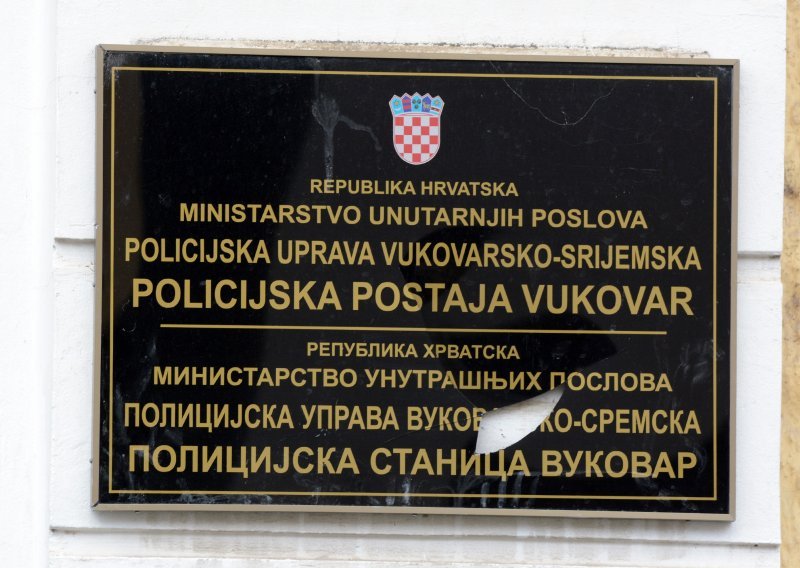 REPUBLIKA HRVATSKA
MINISTARSTVO UNUTARNJIH POSLOVA
POLICIJSKA UPRAVA VUKOVARSKO-SRIJEMSKA
POLICIJSKA POSTAJA VUKOVAR
РЕПУБЛИКА ХРВАТСКА
МИНИСТАРСТВО УНУТРАШЊИХ ПОСЛОВА
ПОЛИЦИЈСКА УПРАВА
ПОЛИЦИЈСКА СТАНИЦА ВУКОВАР